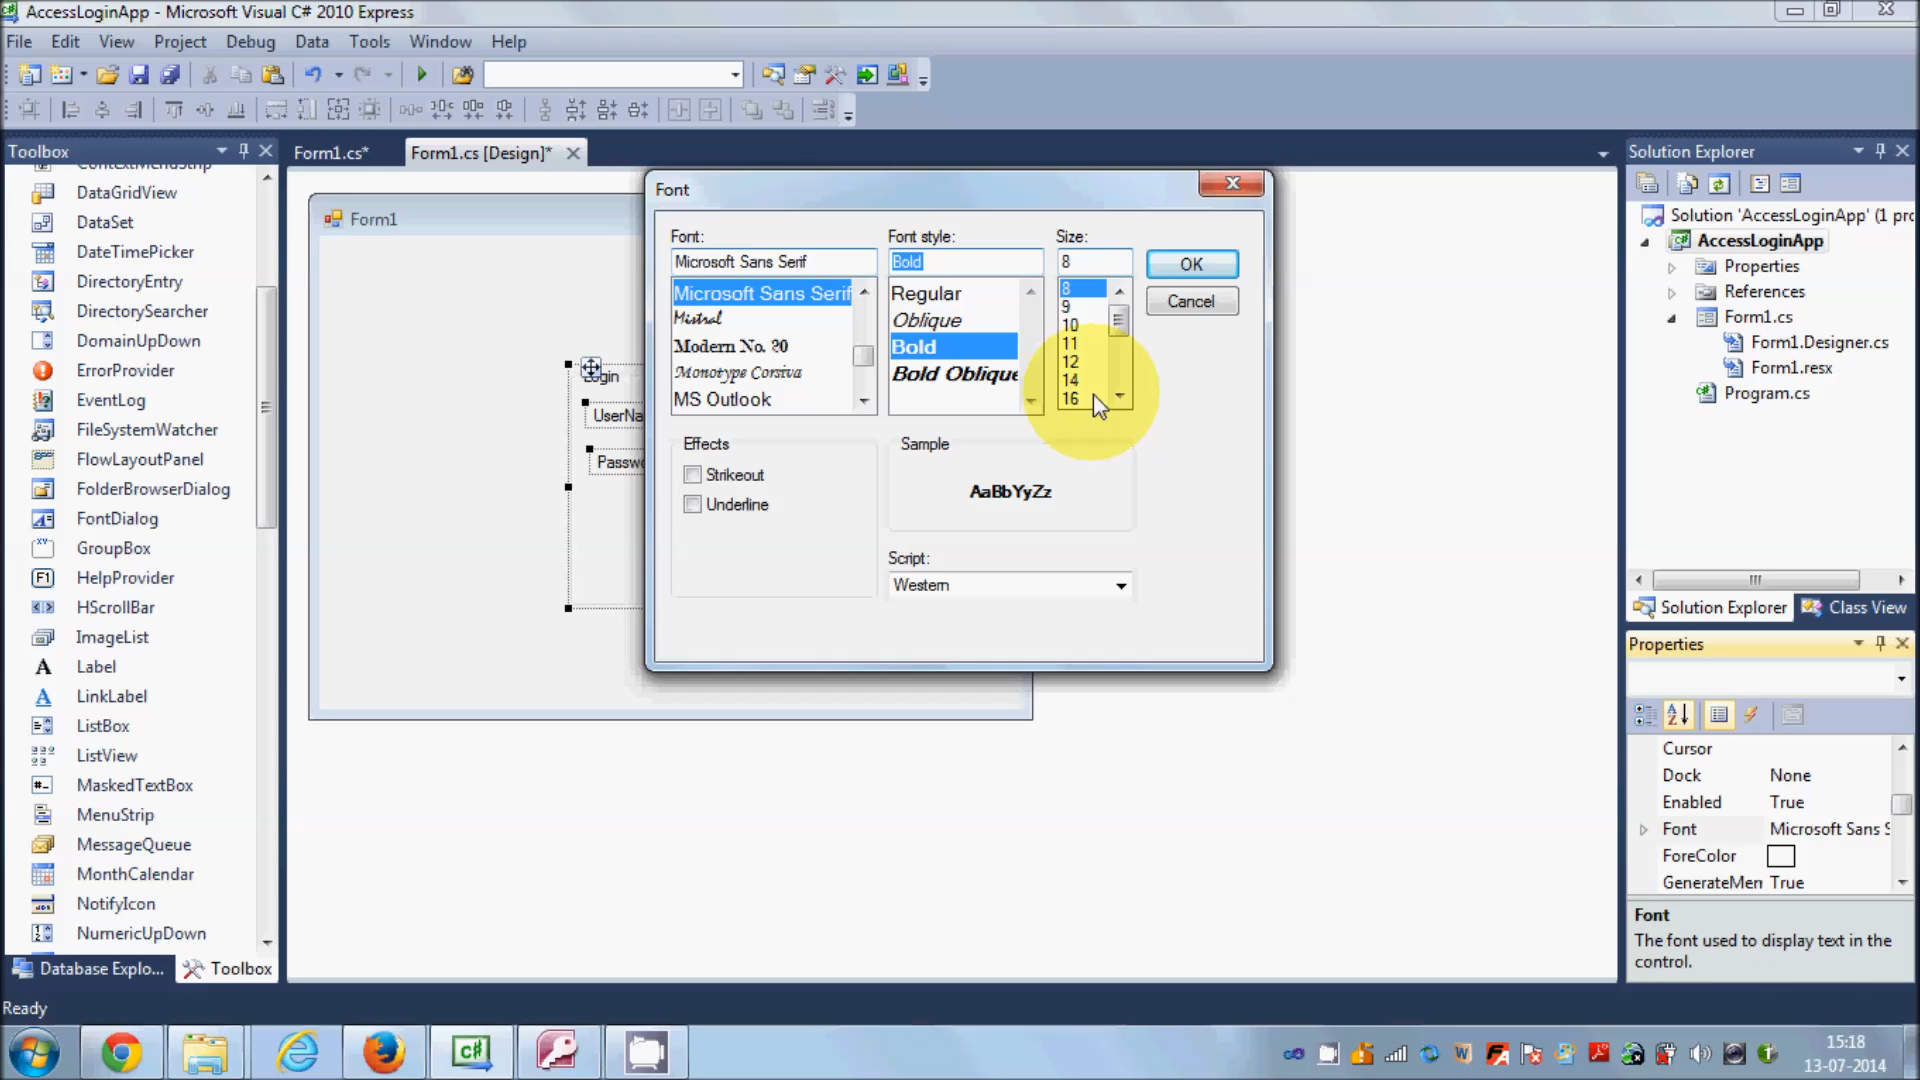 AccessLoginApp - Microsoft Visual C# 2010 Express
File Edit View Project Debug Data Tools Window Help
Toolbox
ContextMenuStrip
DataGridView
DataSet
DateTimePicker
DirectoryEntry
DirectorySearcher
DomainUpDown
ErrorProvider
EventLog
FileSystemWatcher
FlowLayoutPanel
FolderBrowserDialog
FontDialog
GroupBox
HelpProvider
HScrollBar
ImageList
Label
LinkLabel
ListBox
ListView
MaskedTextBox
MenuStrip
MessageQueue
MonthCalendar
NotifyIcon
NumericUpDown
Database Explo... Toolbox
Form1.cs* Form1.cs [Design]*
Form1
Login
UserNa
Passwo
Font
Font:
Microsoft Sans Serif
Microsoft Sans Serif
Mistral
Modern No. 20
Monotype Corsiva
MS Outlook
Font style:
Bold
Regular
Oblique
Bold
Bold Oblique
Size:
8
8
9
10
11
12
14
16
OK
Cancel
Effects
Strikeout
Underline
Sample
AaBbYyZz
Script:
Western
Solution Explorer
Solution 'AccessLoginApp' (1 pro
AccessLoginApp
Properties
References
Form1.cs
Form1.Designer.cs
Form1.resx
Program.cs
Solution Explorer Class View
Properties
Cursor
Dock None
Enabled True
Font Microsoft Sans S
ForeColor
GenerateMen True
Font
The font used to display text in the
control.
Ready
15:18
13-07-2014